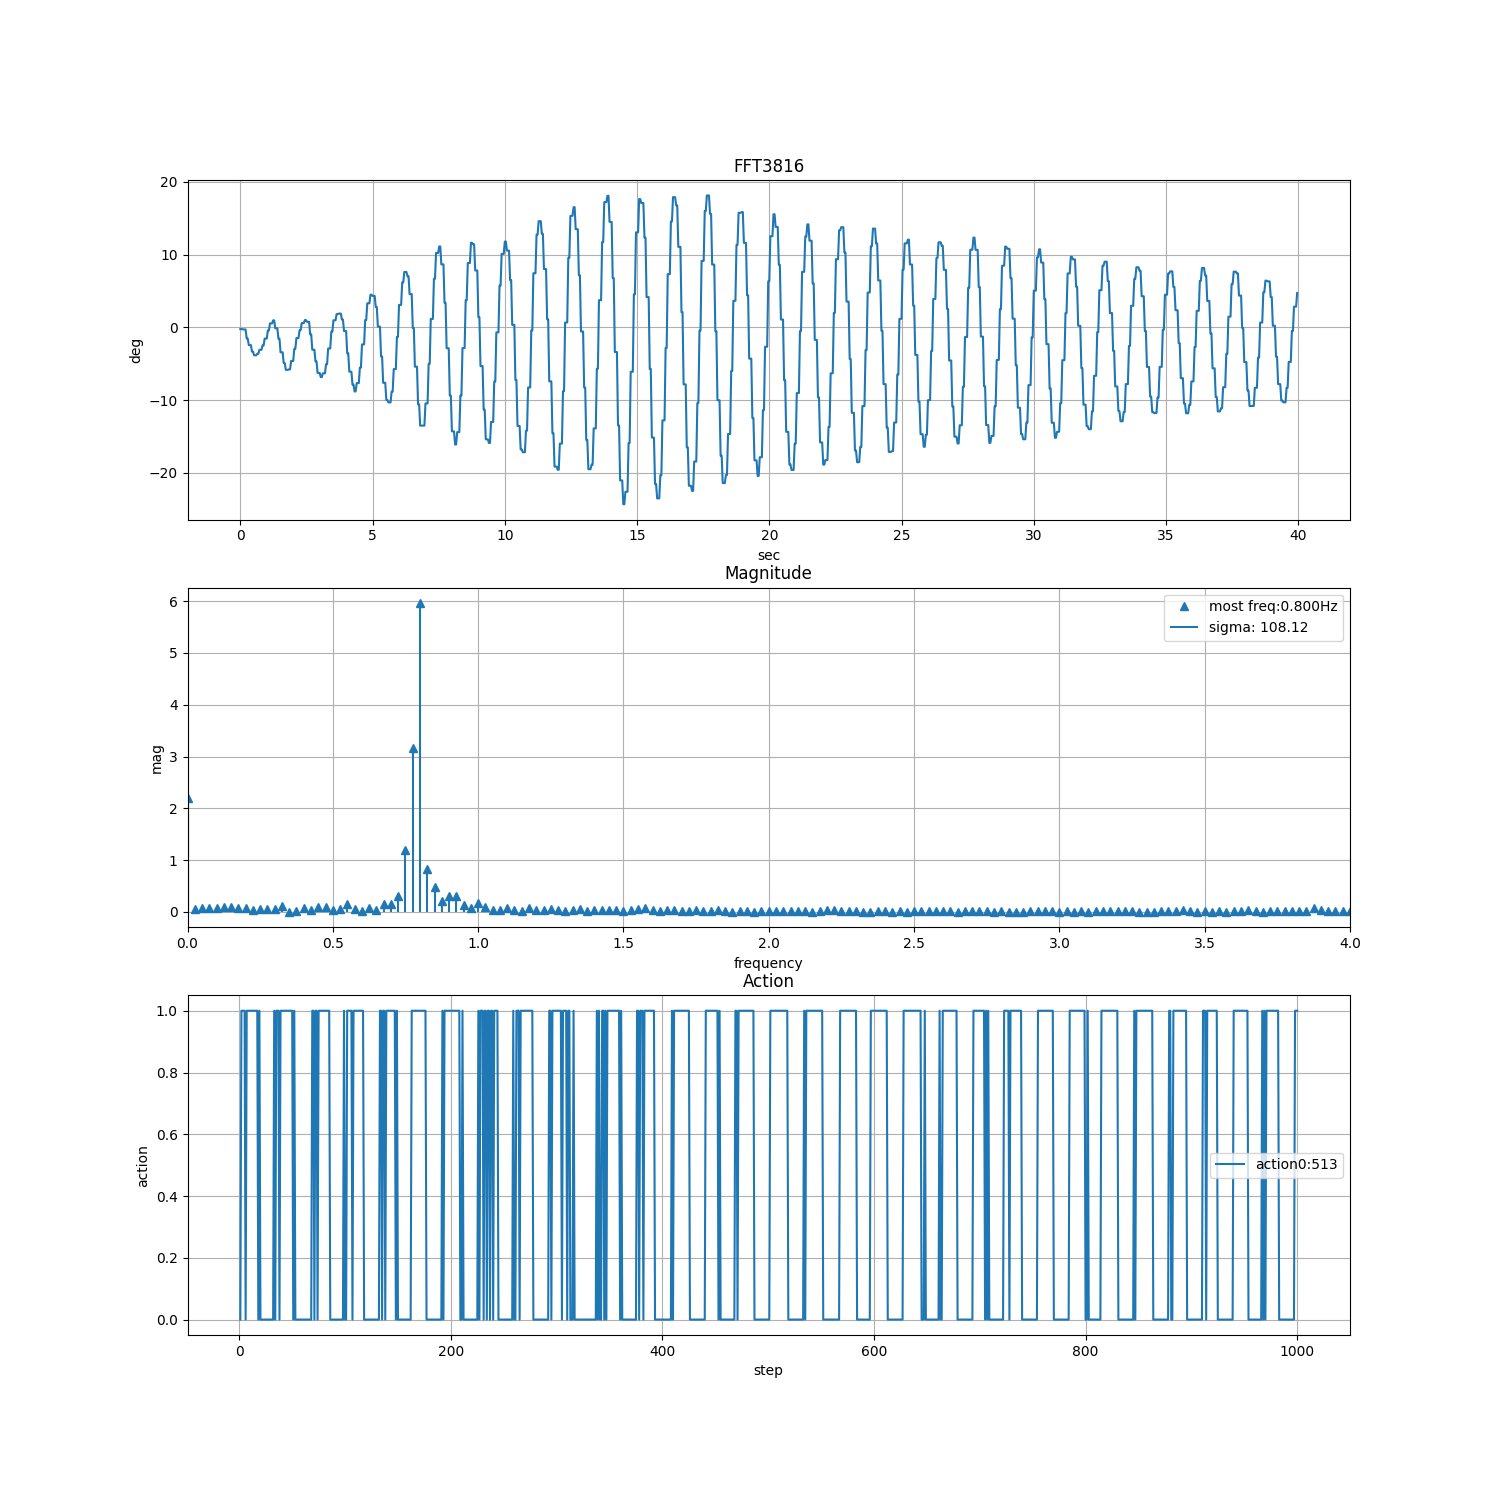 FFT3816
20
10
0
−10
−20
deg
0 5 10 15 20 25 30 35 40
sec
Magnitude
6
5
4
3
2
1
0
mag
most freq:0.800Hz
sigma: 108.12
0.0 0.5 1.0 1.5 2.0 2.5 3.0 3.5 4.0
frequency
Action
1.0
0.8
0.6
0.4
0.2
0.0
action
action0:513
0 200 400 600 800 1000
step